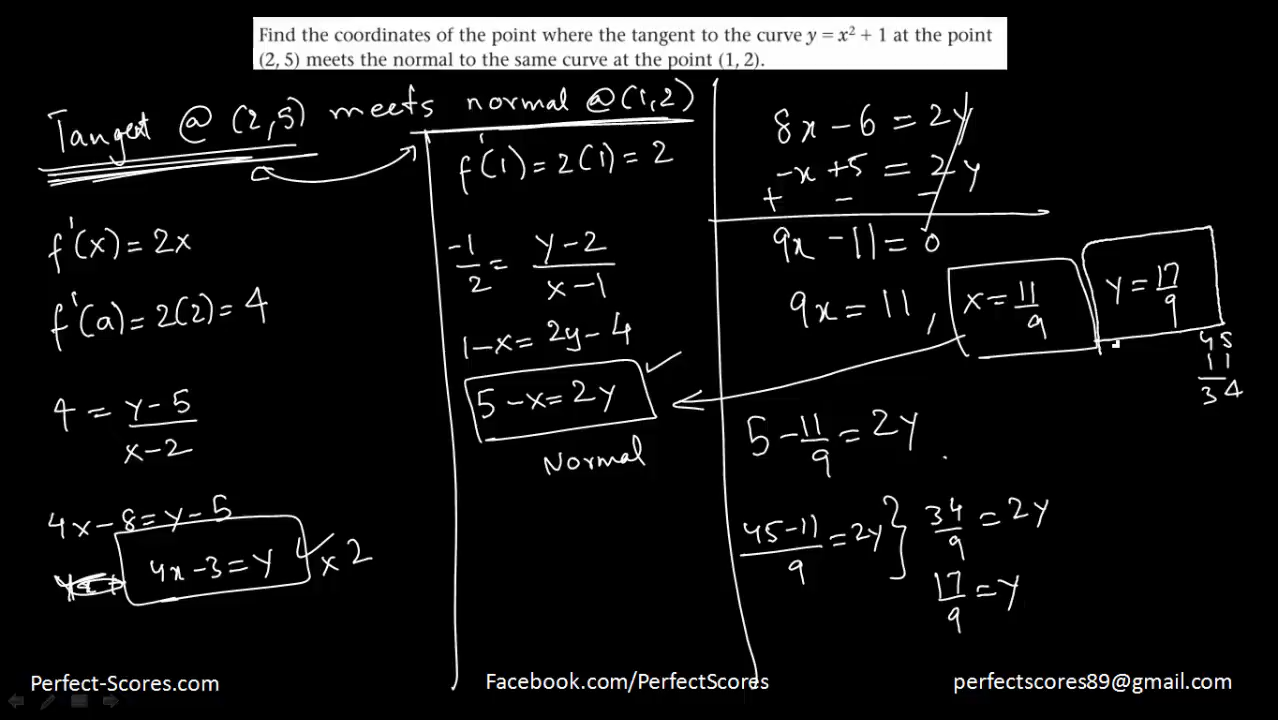 Find the coordinates of the point where the tangent to the curve y = x² + 1 at the point
(2, 5) meets the normal to the same curve at the point (1, 2).
Tangent @ (2,5) meets normal @ (1,2)
f'(x) = 2x
f'(a) = 2(2) = 4
4 = (y-5)/(x-2)
4x - 8 = y - 5
4x - 3 = y x 2
f'(1) = 2(1) = 2
-1/2 = (y-2)/(x-1)
1-x = 2y - 4
5 - x = 2y
Normal
8x - 6 = 2y
-x + 5 = 2y
+ - -
9x - 11 = 0
9x = 11, x = 11/9 y = 17/9
45
11
34
5 - 11/9 = 2y
(45-11)/9 = 2y } 34/9 = 2y
17/9 = y
Perfect-Scores.com
Facebook.com/PerfectScores
perfectscores89@gmail.com